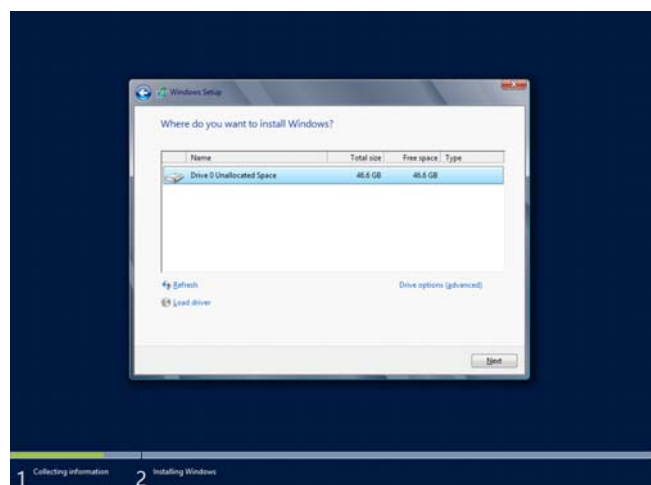 Windows Setup
Where do you want to install Windows?
Name Total size Free space Type
Drive 0 Unallocated Space 46.6 GB 46.6 GB
Refresh Drive options (advanced)
Load driver
Next
1 Collecting information 2 Installing Windows